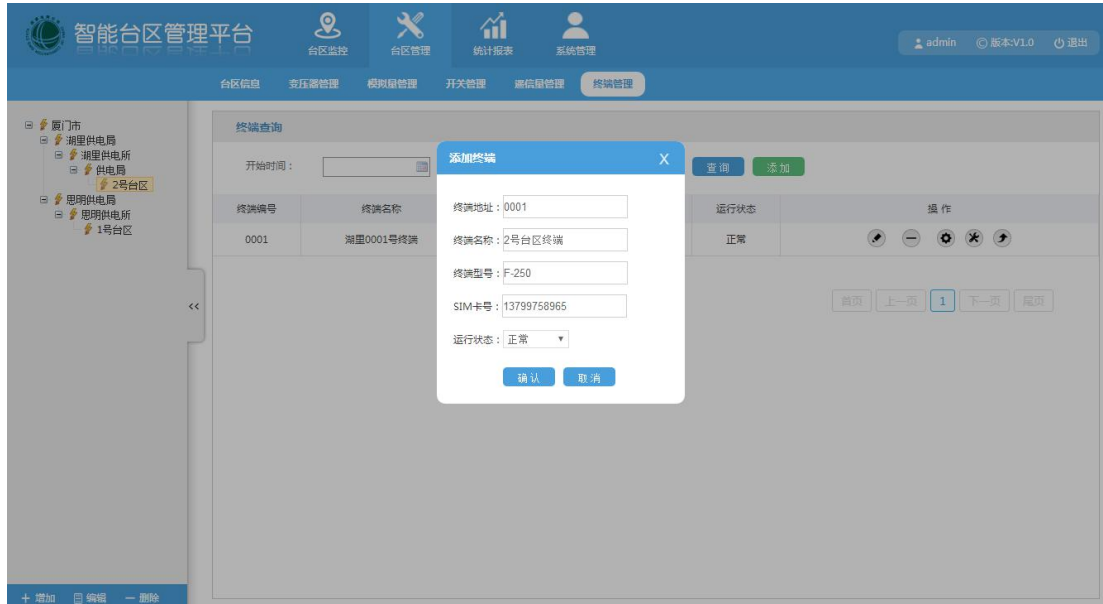 智能台区管理平台
台区监控 台区管理 统计报表 系统管理
admin ©版本:V1.0 退出
台区信息 变压器管理 模拟量管理 开关管理 遥信量管理 终端管理
厦门市
湖里供电局
湖里供电所
供电局
2号台区
思明供电局
思明供电所
1号台区
终端查询
开始时间：
查询 添加
终端编号 终端名称 运行状态 操作
0001 湖里0001号终端 正常
首页 上一页 1 下一页 尾页
<<
添加终端 X
终端地址：0001
终端名称：2号台区终端
终端型号：F-250
SIM卡号：13799758965
运行状态：正常
确认 取消
+ 增加 编辑 — 删除